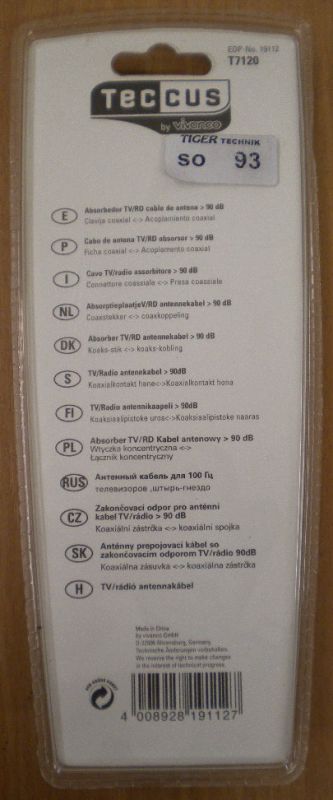 EDP-No. 19112
T7120
TECCUS
by vivanco
TIGER TECHNIK
SO 93
E Absorbedor TV/RD cable de antena > 90 dB
Clavija coaxial <-> Acoplamiento coaxial
P Cabo de antena TV/RD absorser > 90 dB
Ficha coaxial <-> Acoplamento coaxial
I Cavo TV/radio assorbitore > 90 dB
Connettore coassiale <-> Presa coassiale
NL AbsorptieplaatjeV/RD antennekabel > 90 dB
Coaxstekker <-> coaxkoppeling
DK Absorber TV/RD antennekabel > 90 dB
Koaks-stik <-> koaks-kobling
S TV/Radio antennkabel > 90dB
Koaxialkontakt hane<->Koaxialkontakt hona
FI TV/Radio antennikaapeli > 90dB
Koaksiaalipistoke uros<->Koaksiaalipistoke naaras
PL Absorber TV/RD Kabel antenowy > 90 dB
Wtyczka koncentryczna <->
Łącznik koncentryczny
RUS Антенный кабель для 100 Гц
телевизоров ,штырь-гнездо
CZ Zakončovací odpor pro anténní
kabel TV/rádio > 90 dB
Koaxiální zástrčka <-> koaxiální spojka
SK Anténny prepojovací kábel so
zakončovacím odporom TV/rádio 90dB
Koaxiálna zásuvka <-> koaxiálna zástrčka
H TV/rádió antennakábel
Made in China
by vivanco GmbH
D-22926 Ahrensburg, Germany
Technische Änderungen vorbehalten.
We reserve the right to make changes
in the interest of technical progress.
4 008928 191127